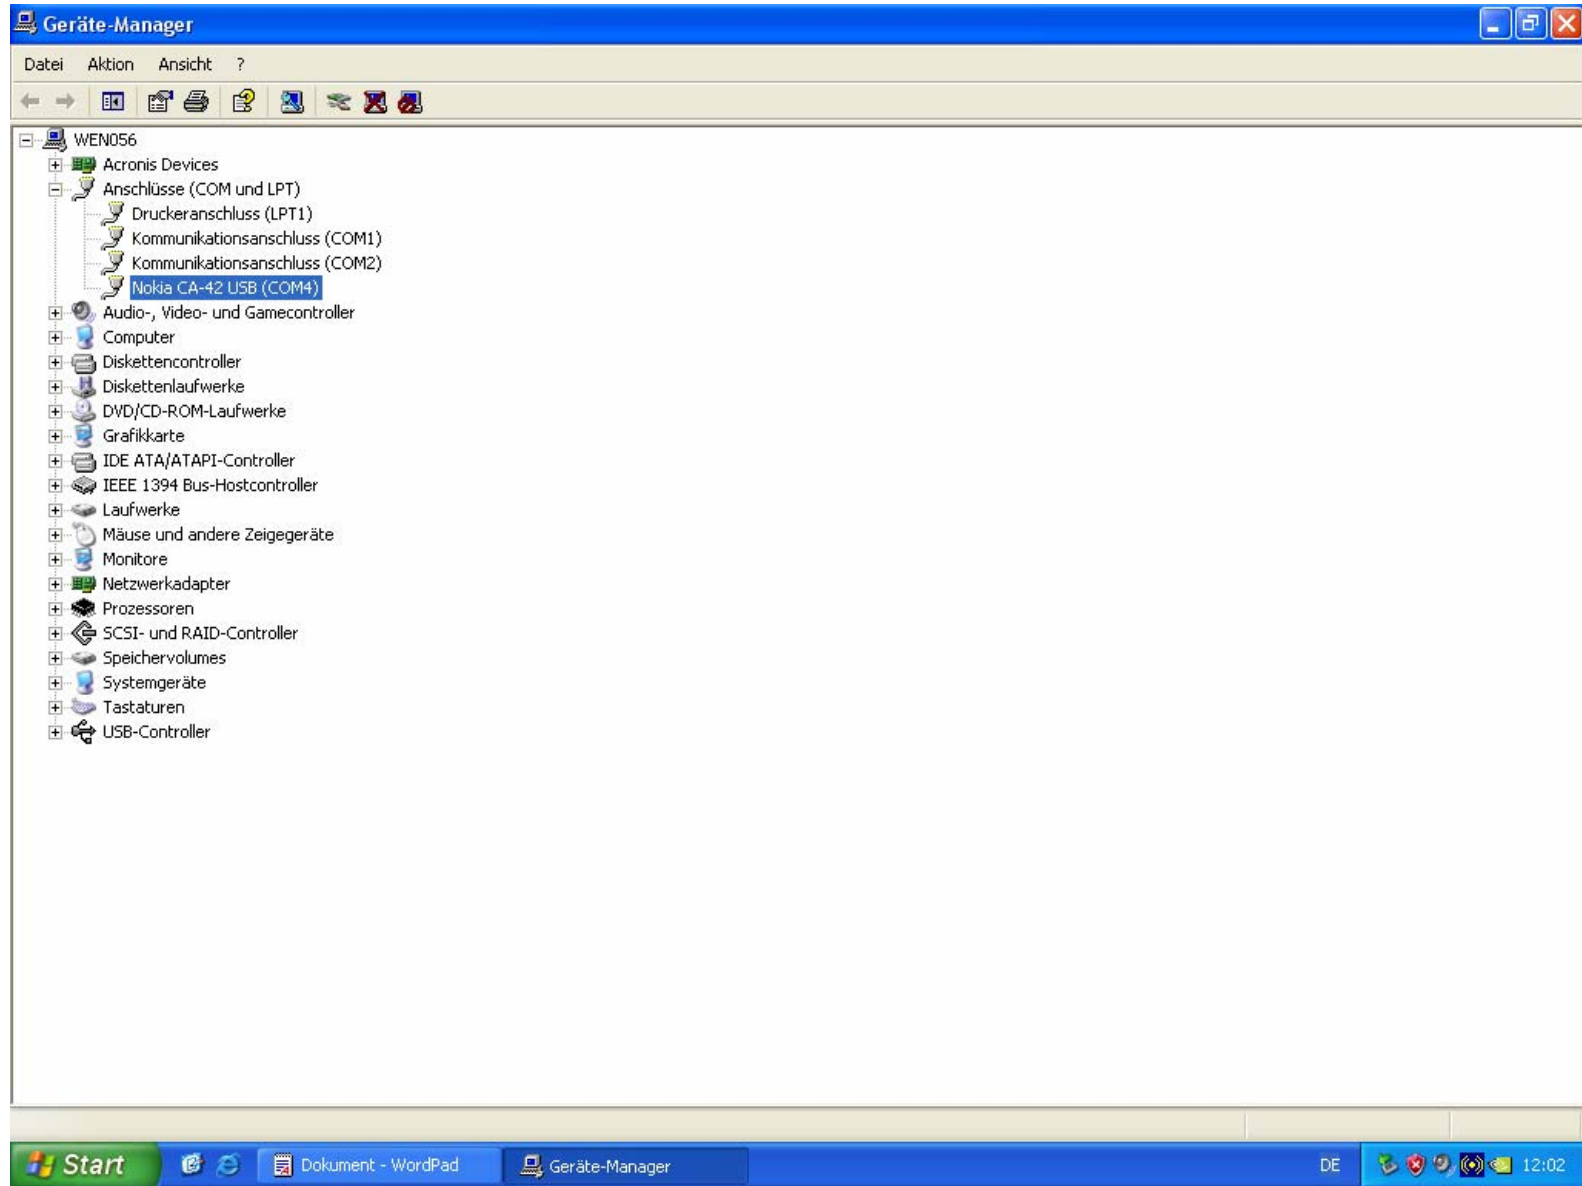 Geräte-Manager
Datei Aktion Ansicht ?
WEN056
Acronis Devices
Anschlüsse (COM und LPT)
Druckeranschluss (LPT1)
Kommunikationsanschluss (COM1)
Kommunikationsanschluss (COM2)
Nokia CA-42 USB (COM4)
Audio-, Video- und Gamecontroller
Computer
Diskettencontroller
Diskettenlaufwerke
DVD/CD-ROM-Laufwerke
Grafikkarte
IDE ATA/ATAPI-Controller
IEEE 1394 Bus-Hostcontroller
Laufwerke
Mäuse und andere Zeigegeräte
Monitore
Netzwerkadapter
Prozessoren
SCSI- und RAID-Controller
Speichervolumes
Systemgeräte
Tastaturen
USB-Controller
Start Dokument - WordPad Geräte-Manager DE 12:02